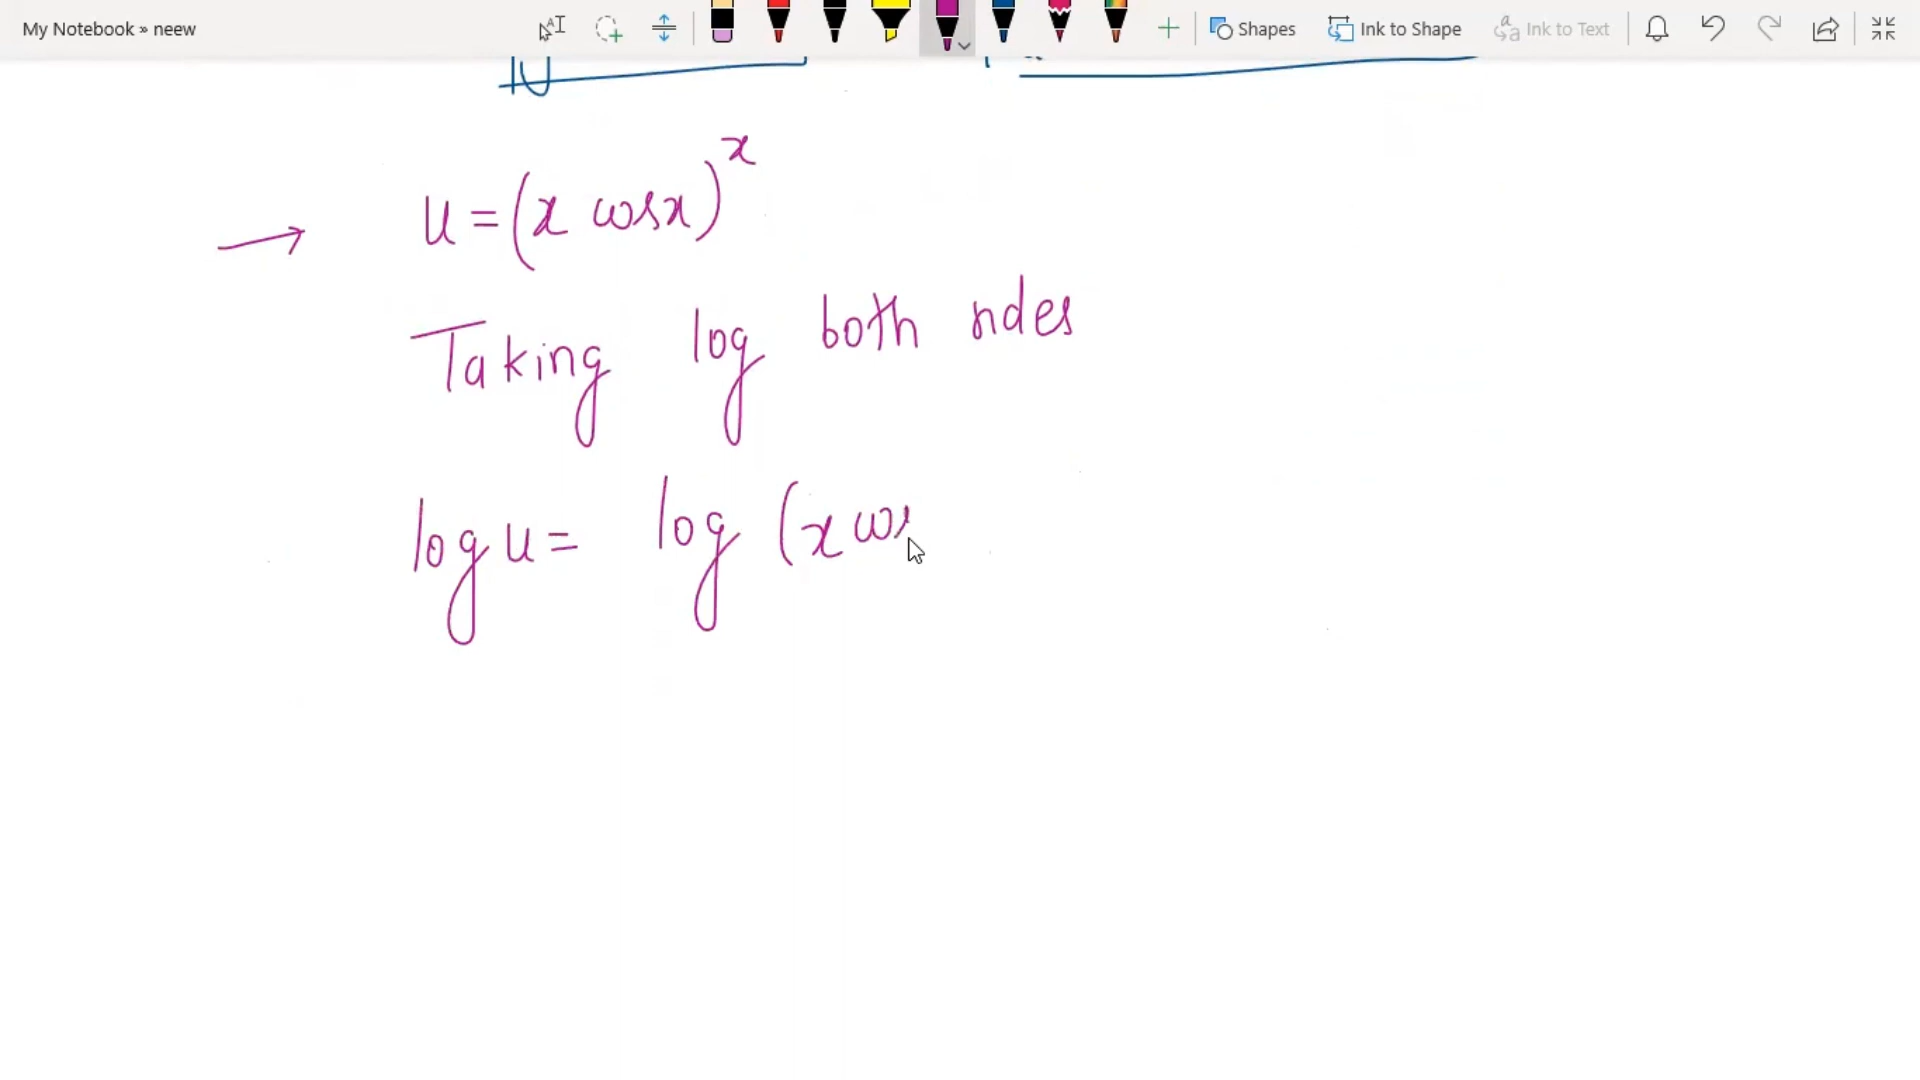 My Notebook » neew
Shapes Ink to Shape Ink to Text
u = (x cosx)^x
Taking log both sides
log u = log (x cos